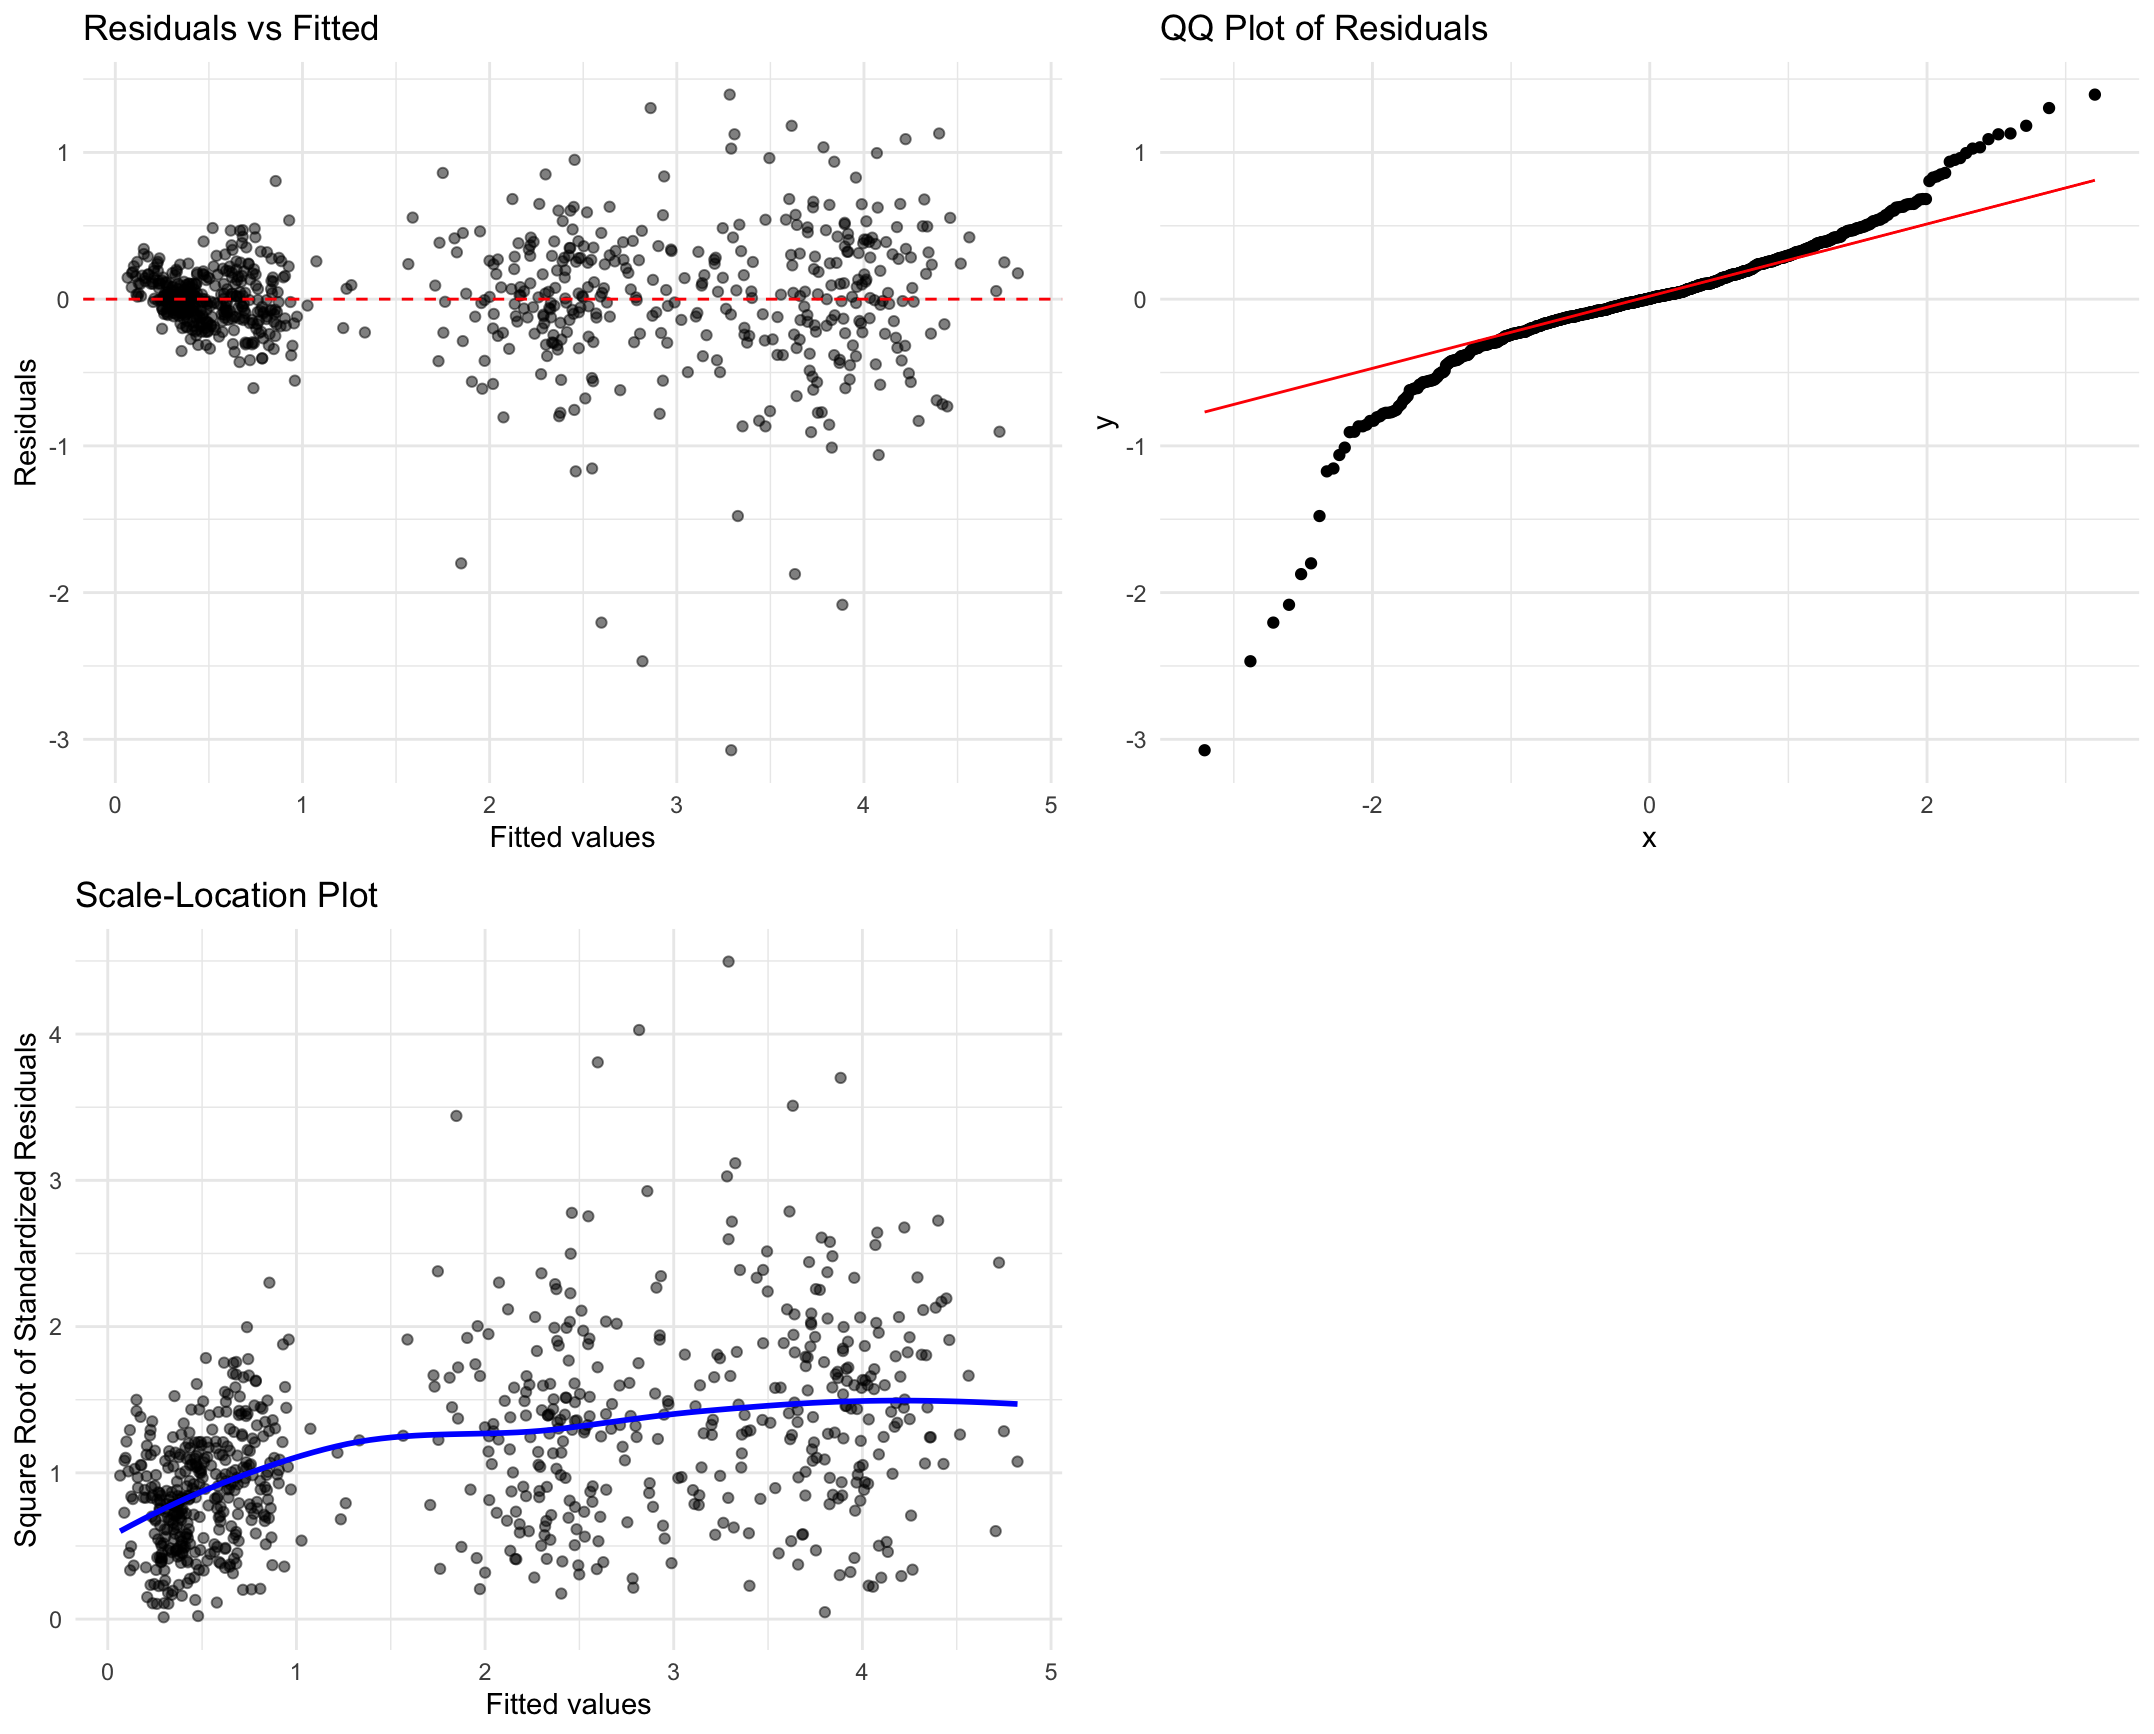 Residuals vs Fitted
Residuals
1
0
-1
-2
-3
0 1 2 3 4 5
Fitted values
QQ Plot of Residuals
y
1
0
-1
-2
-3
-2 0 2
x
Scale-Location Plot
Square Root of Standardized Residuals
4
3
2
1
0
0 1 2 3 4 5
Fitted values